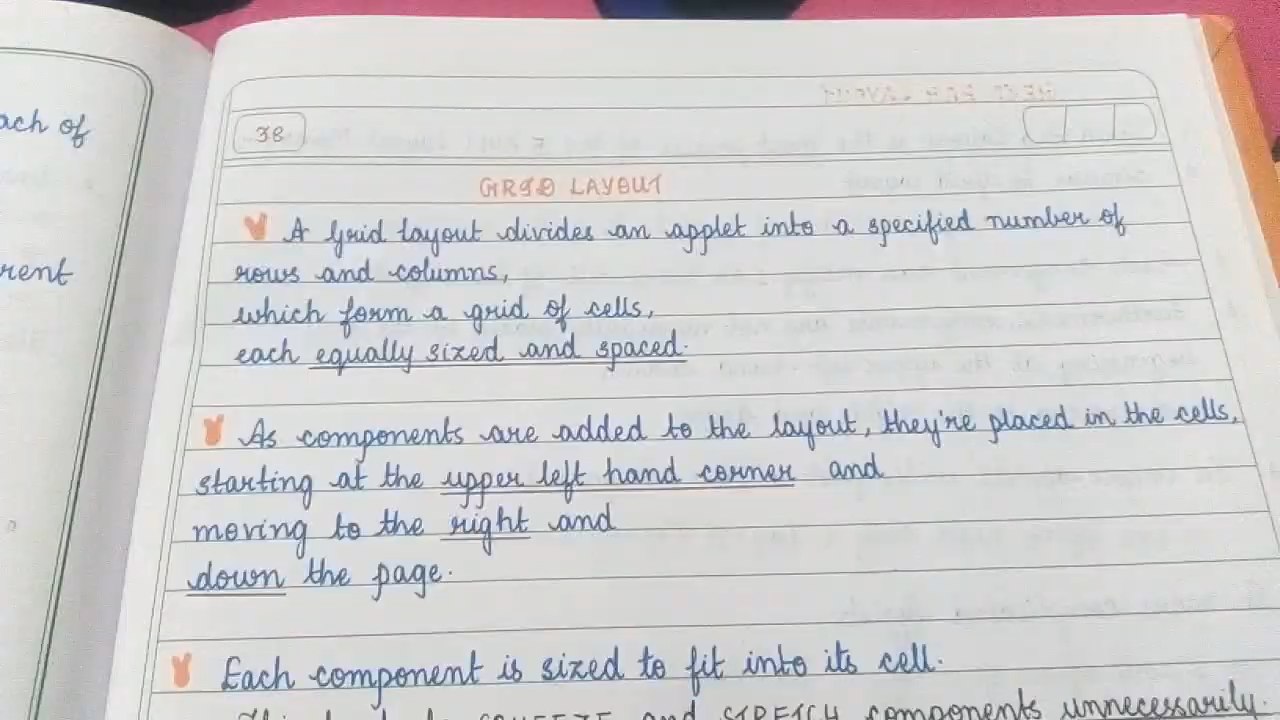 ach of
rent
38
GRID LAYOUT
A Grid layout divides an applet into a specified number of
rows and columns,
which form a grid of cells,
each equally sized and spaced.
As components are added to the layout, they're placed in the cells,
starting at the upper left hand corner and
moving to the right and
down the page.
Each component is sized to fit into its cell.
SQUEEZE and STRETCH components unnecessarily.